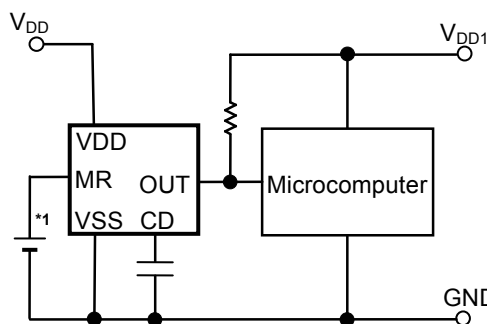 VDD
VDD1
VDD
MR
OUT
Microcomputer
*1
VSS
CD
GND